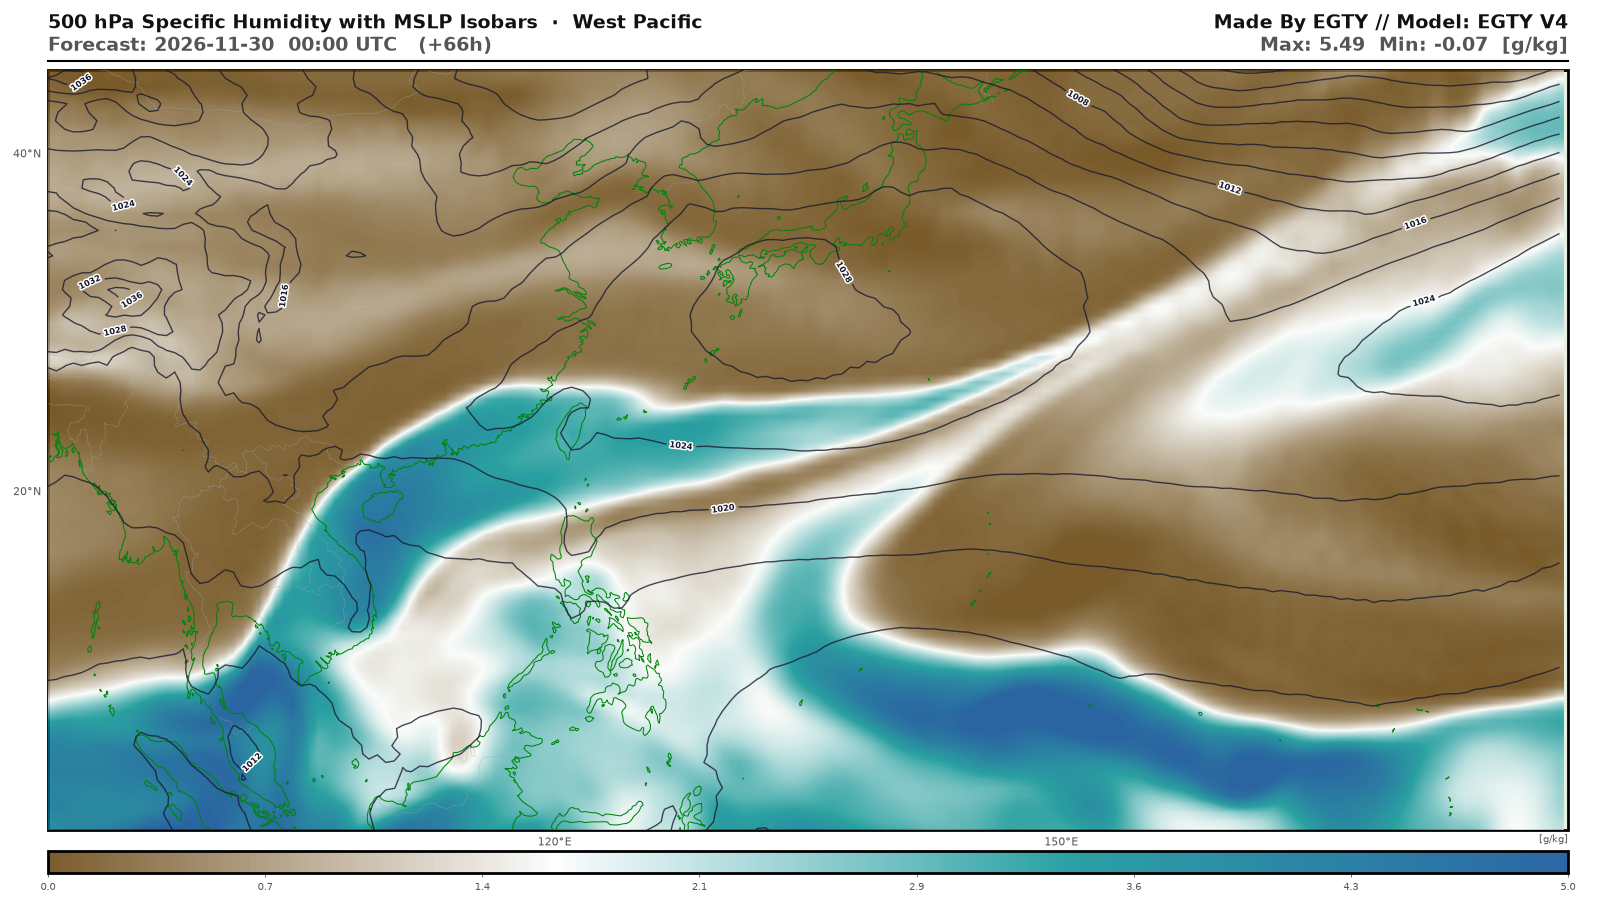 500 hPa Specific Humidity with MSLP Isobars · West Pacific
Made By EGTY // Model: EGTY V4
Forecast: 2026-11-30 00:00 UTC (+66h)
Max: 5.49 Min: -0.07 [g/kg]
1036
1008
40°N
1024
1012
1024
1016
1028
1032
1016
1036
1024
1028
1024
20°N
1020
1012
120°E
150°E
[g/kg]
0.0
0.7
1.4
2.1
2.9
3.6
4.3
5.0